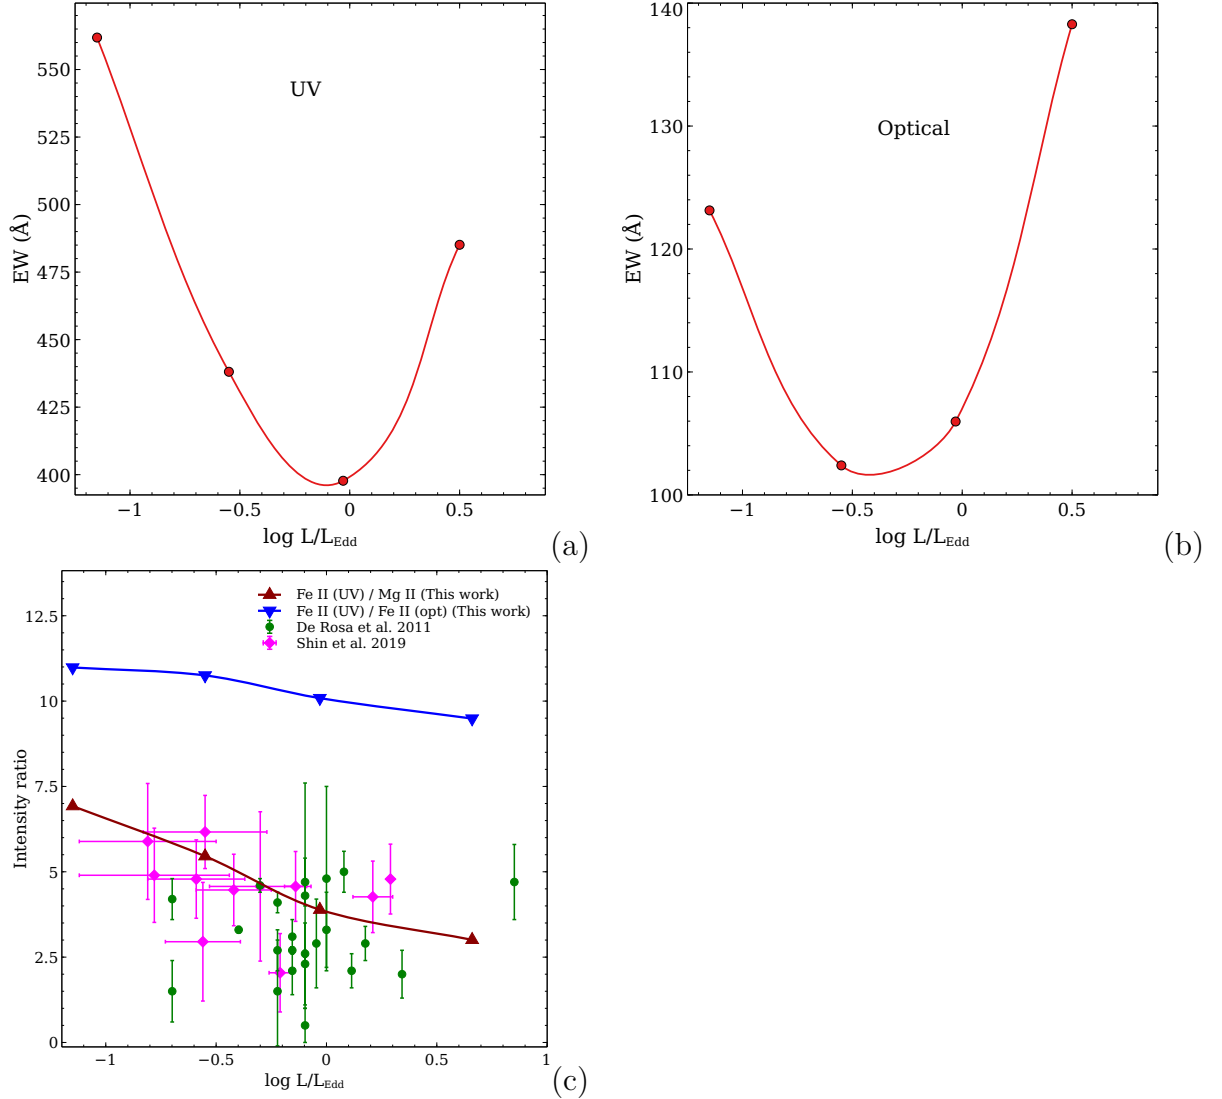 UV
EW (Å)
550
525
500
475
450
425
400
−1
−0.5
0
0.5
log L/L_Edd
(a)
Optical
EW (Å)
140
130
120
110
100
−1
−0.5
0
0.5
log L/L_Edd
(b)
Fe II (UV) / Mg II (This work)
Fe II (UV) / Fe II (opt) (This work)
De Rosa et al. 2011
Shin et al. 2019
Intensity ratio
12.5
10
7.5
5
2.5
0
−1
−0.5
0
0.5
1
log L/L_Edd
(c)